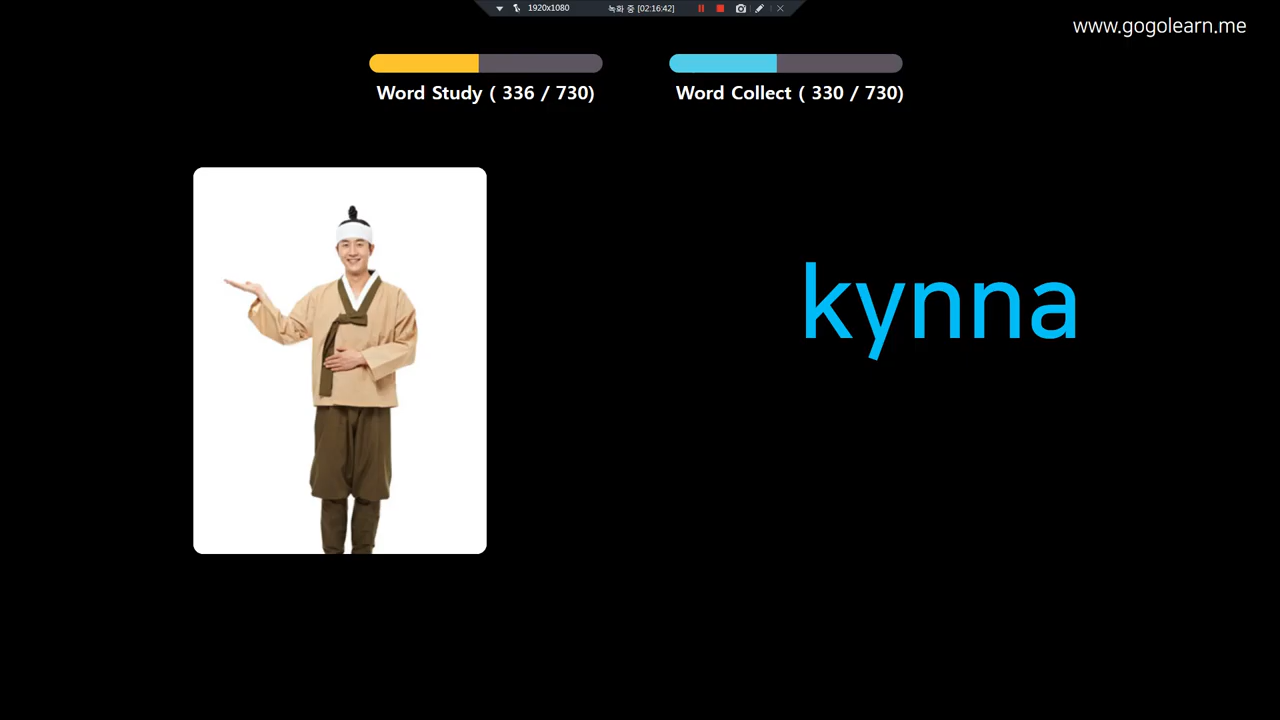 1920x1080 녹화 중 [02:16:42]
www.gogolearn.me
Word Study ( 336 / 730)
Word Collect ( 330 / 730)
kynna